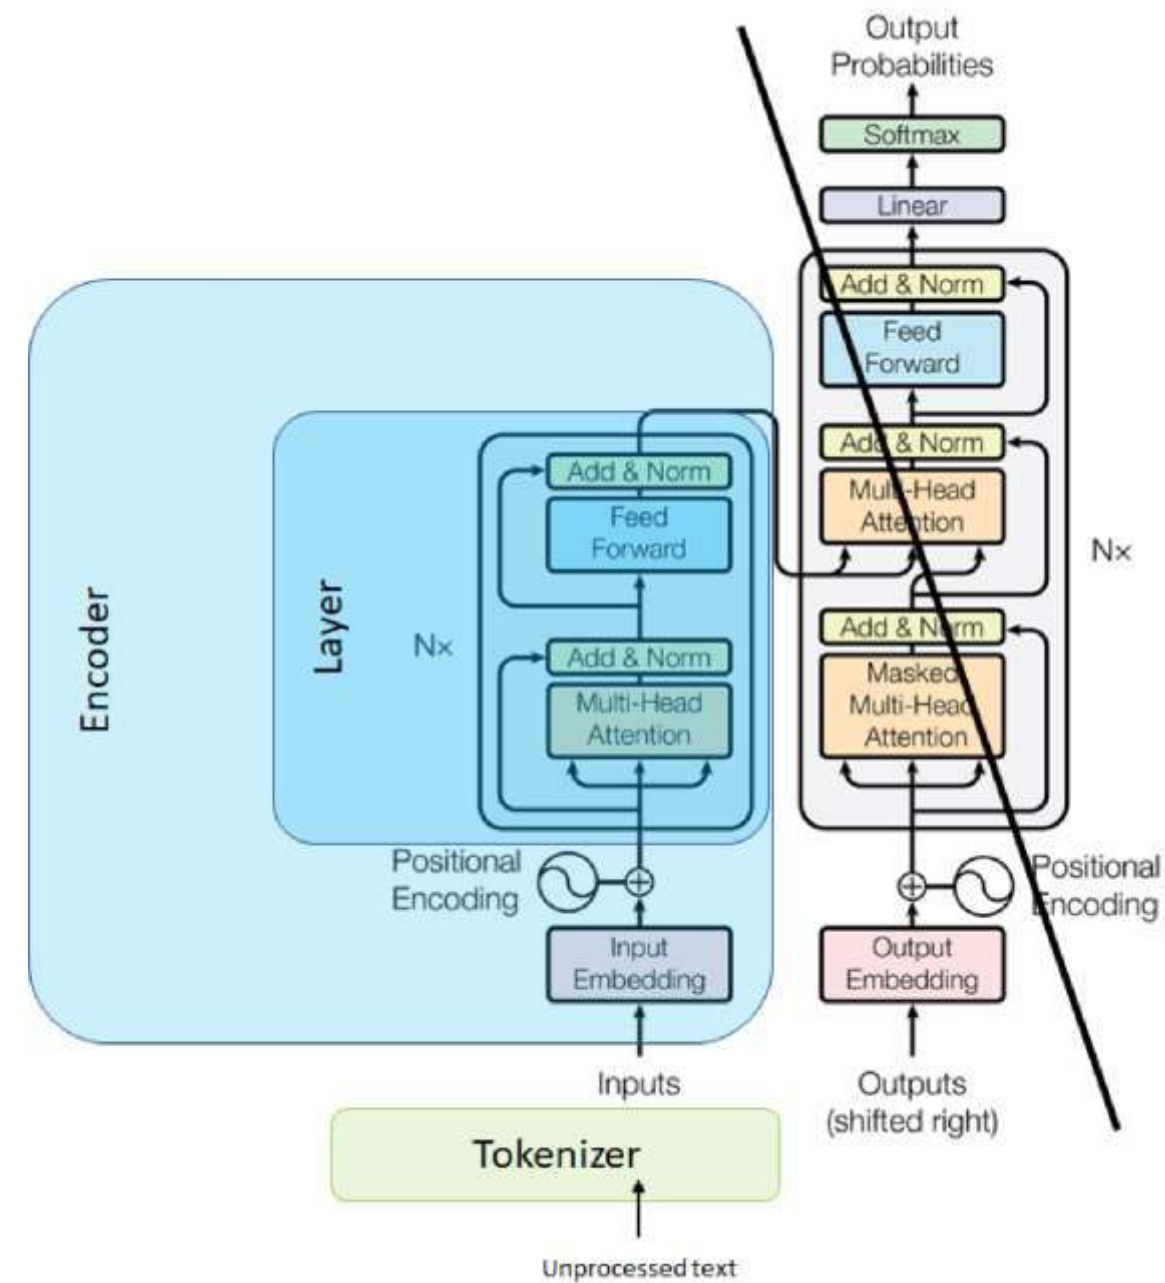 Output
Probabilities
Softmax
Linear
Add & Norm
Feed
Forward
Add & Norm
Multi-Head
Attention
Nx
Add & Norm
Masked
Multi-Head
Attention
Positional
Encoding
Output
Embedding
Outputs
(shifted right)
Encoder
Layer
Nx
Add & Norm
Feed
Forward
Add & Norm
Multi-Head
Attention
Positional
Encoding
Input
Embedding
Inputs
Tokenizer
Unprocessed text